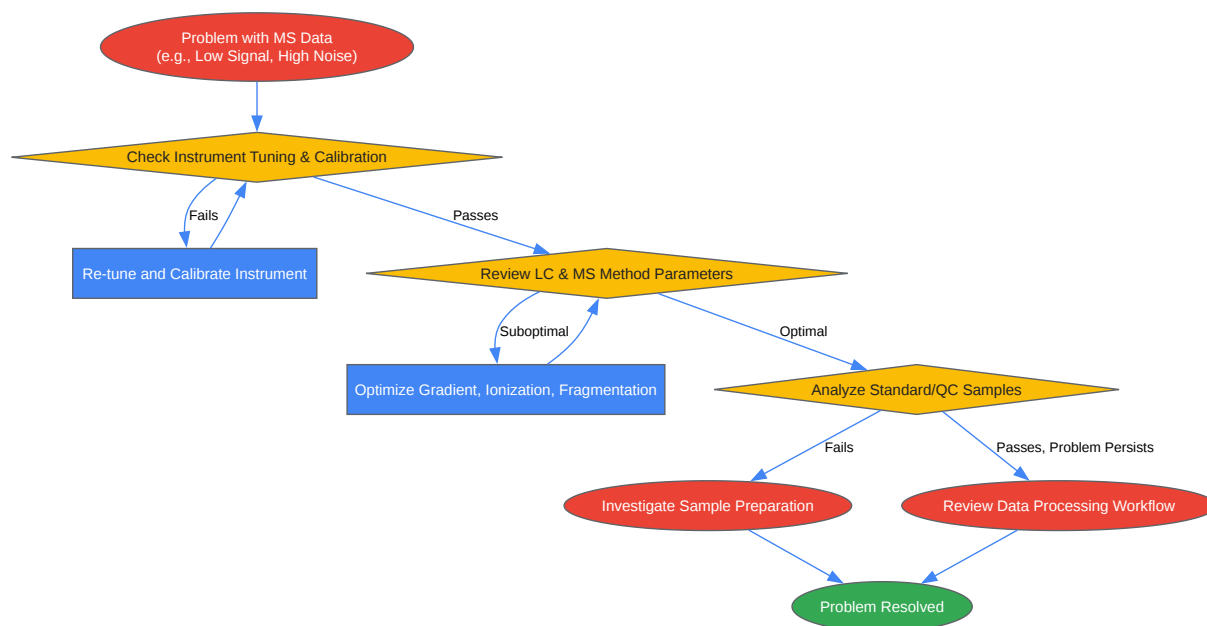 Problem with MS Data
(e.g., Low Signal, High Noise)
Check Instrument Tuning & Calibration
Fails
Passes
Re-tune and Calibrate Instrument
Review LC & MS Method Parameters
Suboptimal
Optimal
Optimize Gradient, Ionization, Fragmentation
Analyze Standard/QC Samples
Fails
Passes, Problem Persists
Investigate Sample Preparation
Review Data Processing Workflow
Problem Resolved